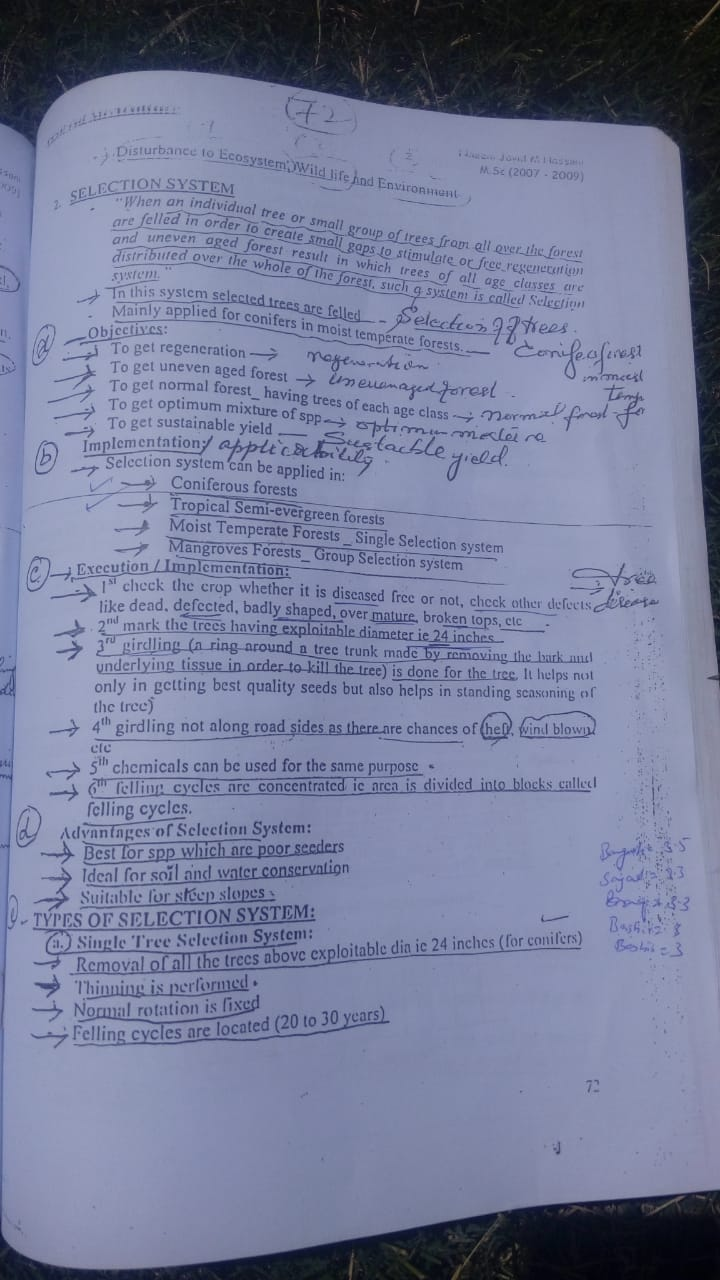 72
Disturbance to Ecosystem, Wild life And Environment
M.Sc (2007 - 2009)
2. SELECTION SYSTEM
"When an individual tree or small group of trees from all over the forest
are felled in order to create small gaps to stimulate or free regeneration
and uneven aged forest result in which trees of all age classes are
distributed over the whole of the forest, such a system is called Selection
system."
In this system selected trees are felled _ Selection of trees.
Mainly applied for conifers in moist temperate forests. Conifer forest
in moist
Temp
a Objectives:
To get regeneration → regeneration
To get uneven aged forest → unevenaged forest.
To get normal forest_ having trees of each age class → normal forest for
To get optimum mixture of spp → optimum
To get sustainable yield _ yield.
b Implementation:/ applicability
Selection system can be applied in:
Coniferous forests
Tropical Semi-evergreen forests
Moist Temperate Forests _ Single Selection system
Mangroves Forests_ Group Selection system
C. Execution / Implementation:
1st check the crop whether it is diseased free or not, check other defects
Tree
disease
like dead, defected, badly shaped, over mature, broken tops, etc
2nd mark the trees having exploitable diameter ie 24 inches
3rd girdling (a ring around a tree trunk made by removing the bark and
underlying tissue in order to kill the tree) is done for the tree. It helps not
only in getting best quality seeds but also helps in standing seasoning of
the tree)
4th girdling not along road sides as there are chances of heft, wind blown
etc
5th chemicals can be used for the same purpose
6th felling cycles are concentrated ie area is divided into blocks called
felling cycles.
d Advantages of Selection System:
Best for spp which are poor seeders
Ideal for soil and water conservation
Suitable for steep slopes
e- TYPES OF SELECTION SYSTEM:
a. Single Tree Selection System:
Removal of all the trees above exploitable dia ie 24 inches (for conifers)
Thinning is performed
Normal rotation is fixed
Felling cycles are located (20 to 30 years)
72